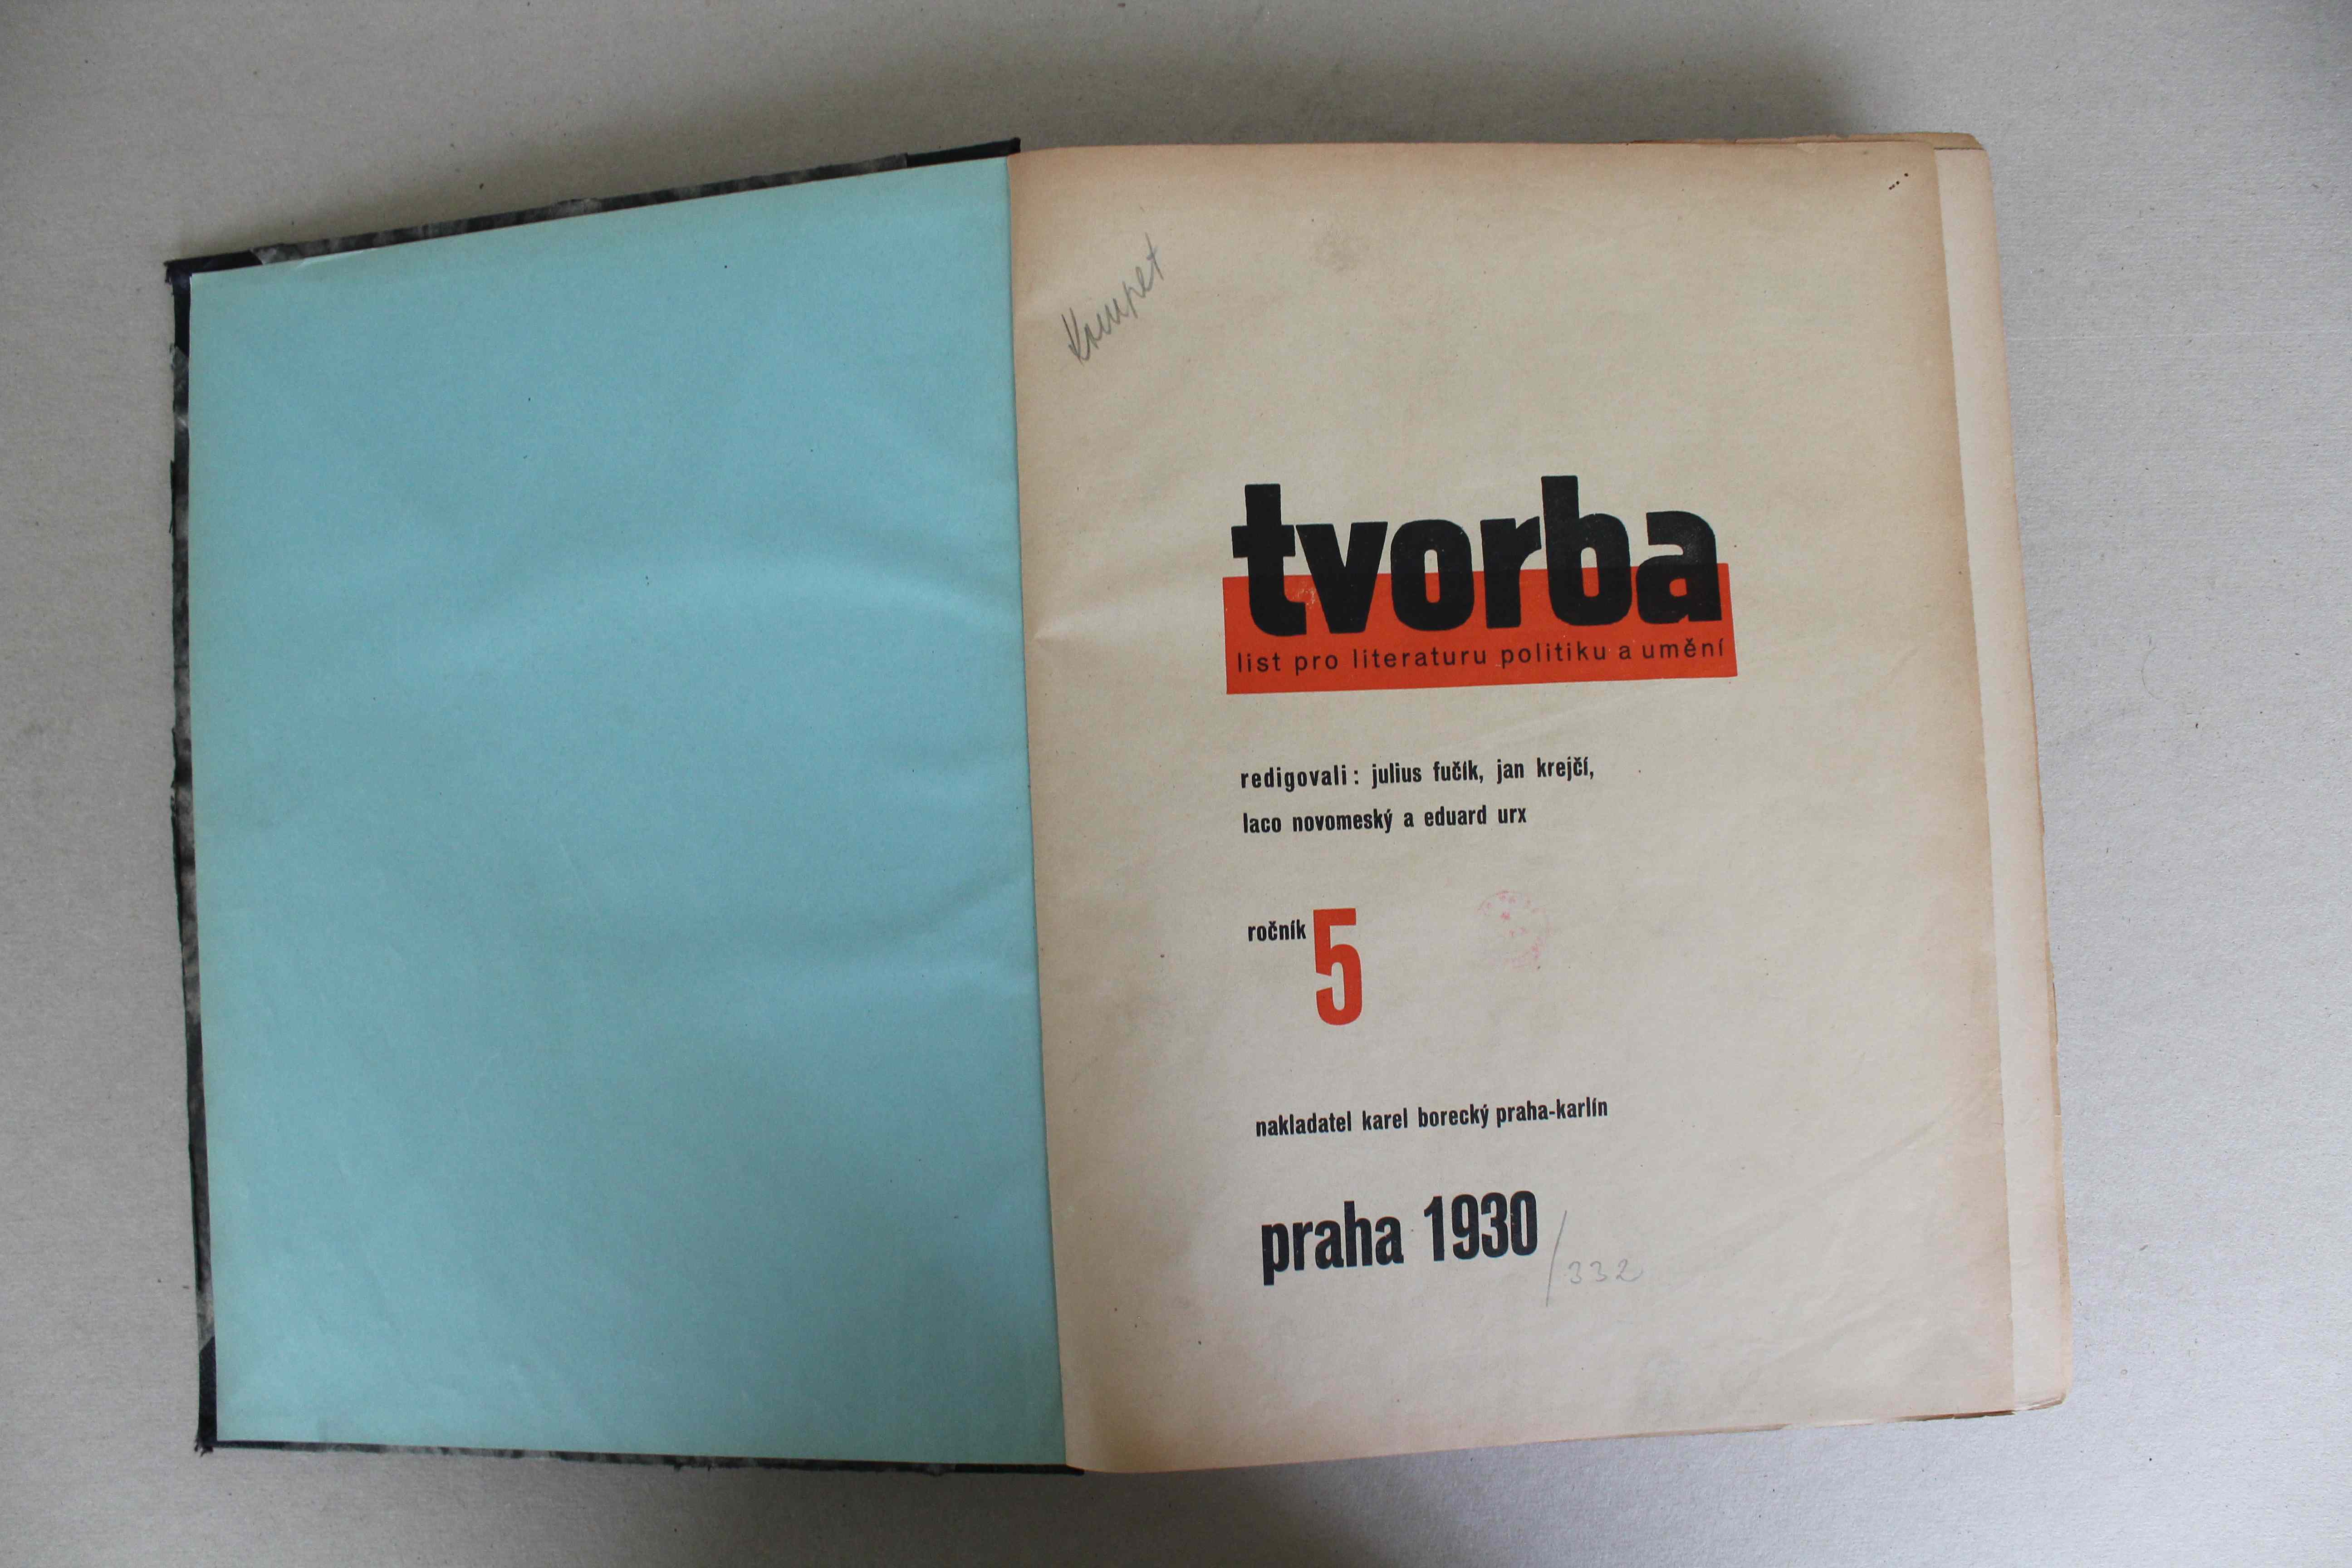 tvorba
list pro literaturu politiku a umění
redigovali: julius fučík, jan krejčí,
laco novomeský a eduard urx
ročník 5
nakladatel karel borecký praha-karlín
praha 1930
/332